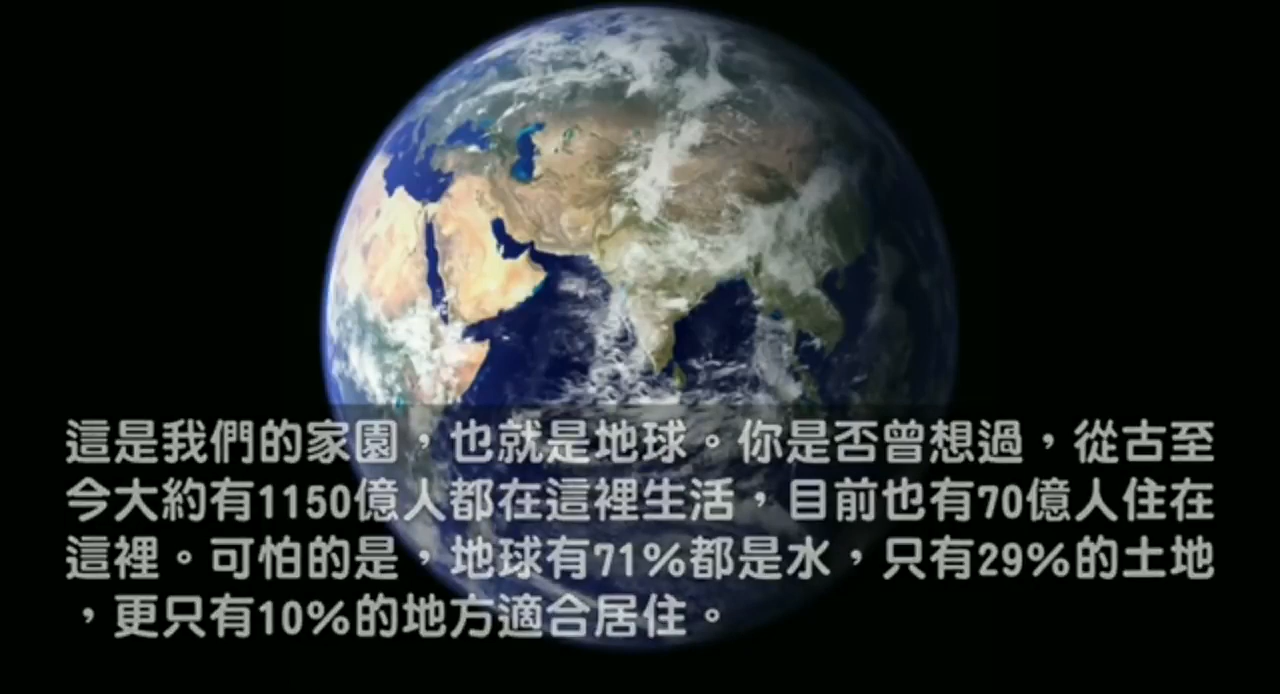 這是我們的家園，也就是地球。你是否曾想過，從古至
今大約有1150億人都在這裡生活，目前也有70億人住在
這裡。可怕的是，地球有71%都是水，只有29%的土地
，更只有10%的地方適合居住。